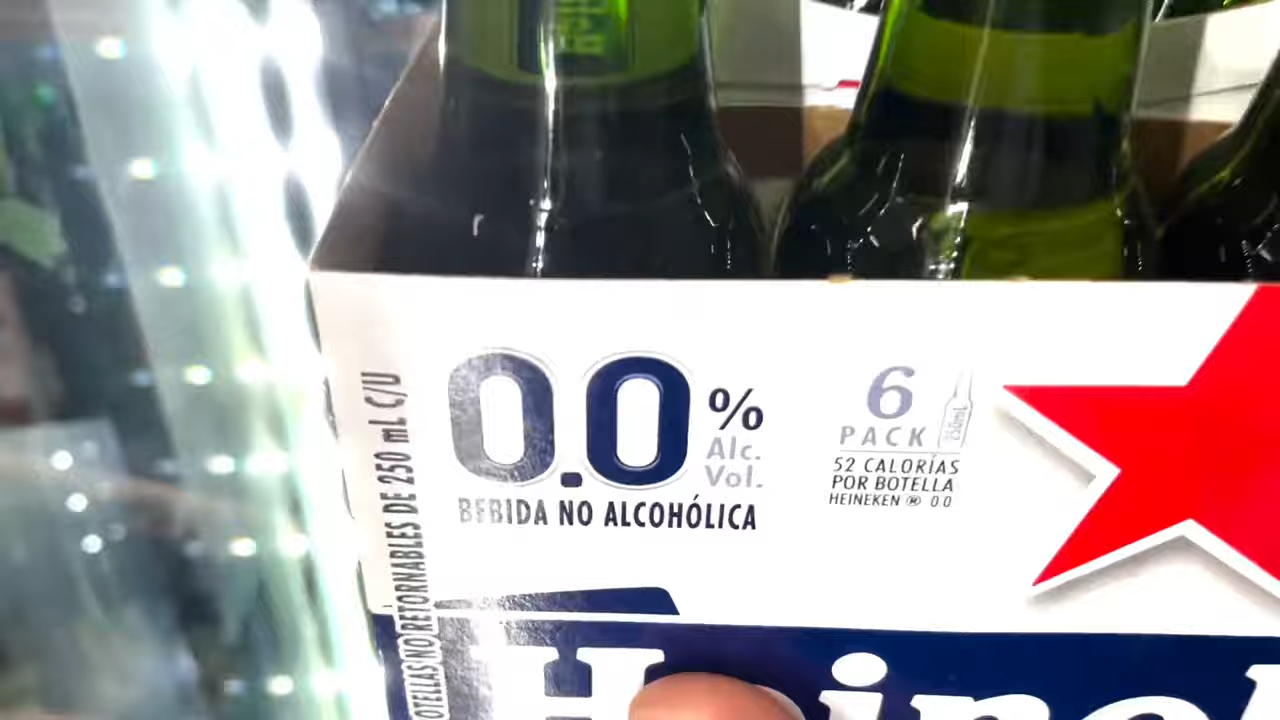 0.0%
Alc.
Vol.
BEBIDA NO ALCOHÓLICA
6
PACK
52 CALORÍAS
POR BOTELLA
HEINEKEN ® 0.0
OTELLAS NO RETORNABLES DE 250 mL C/U